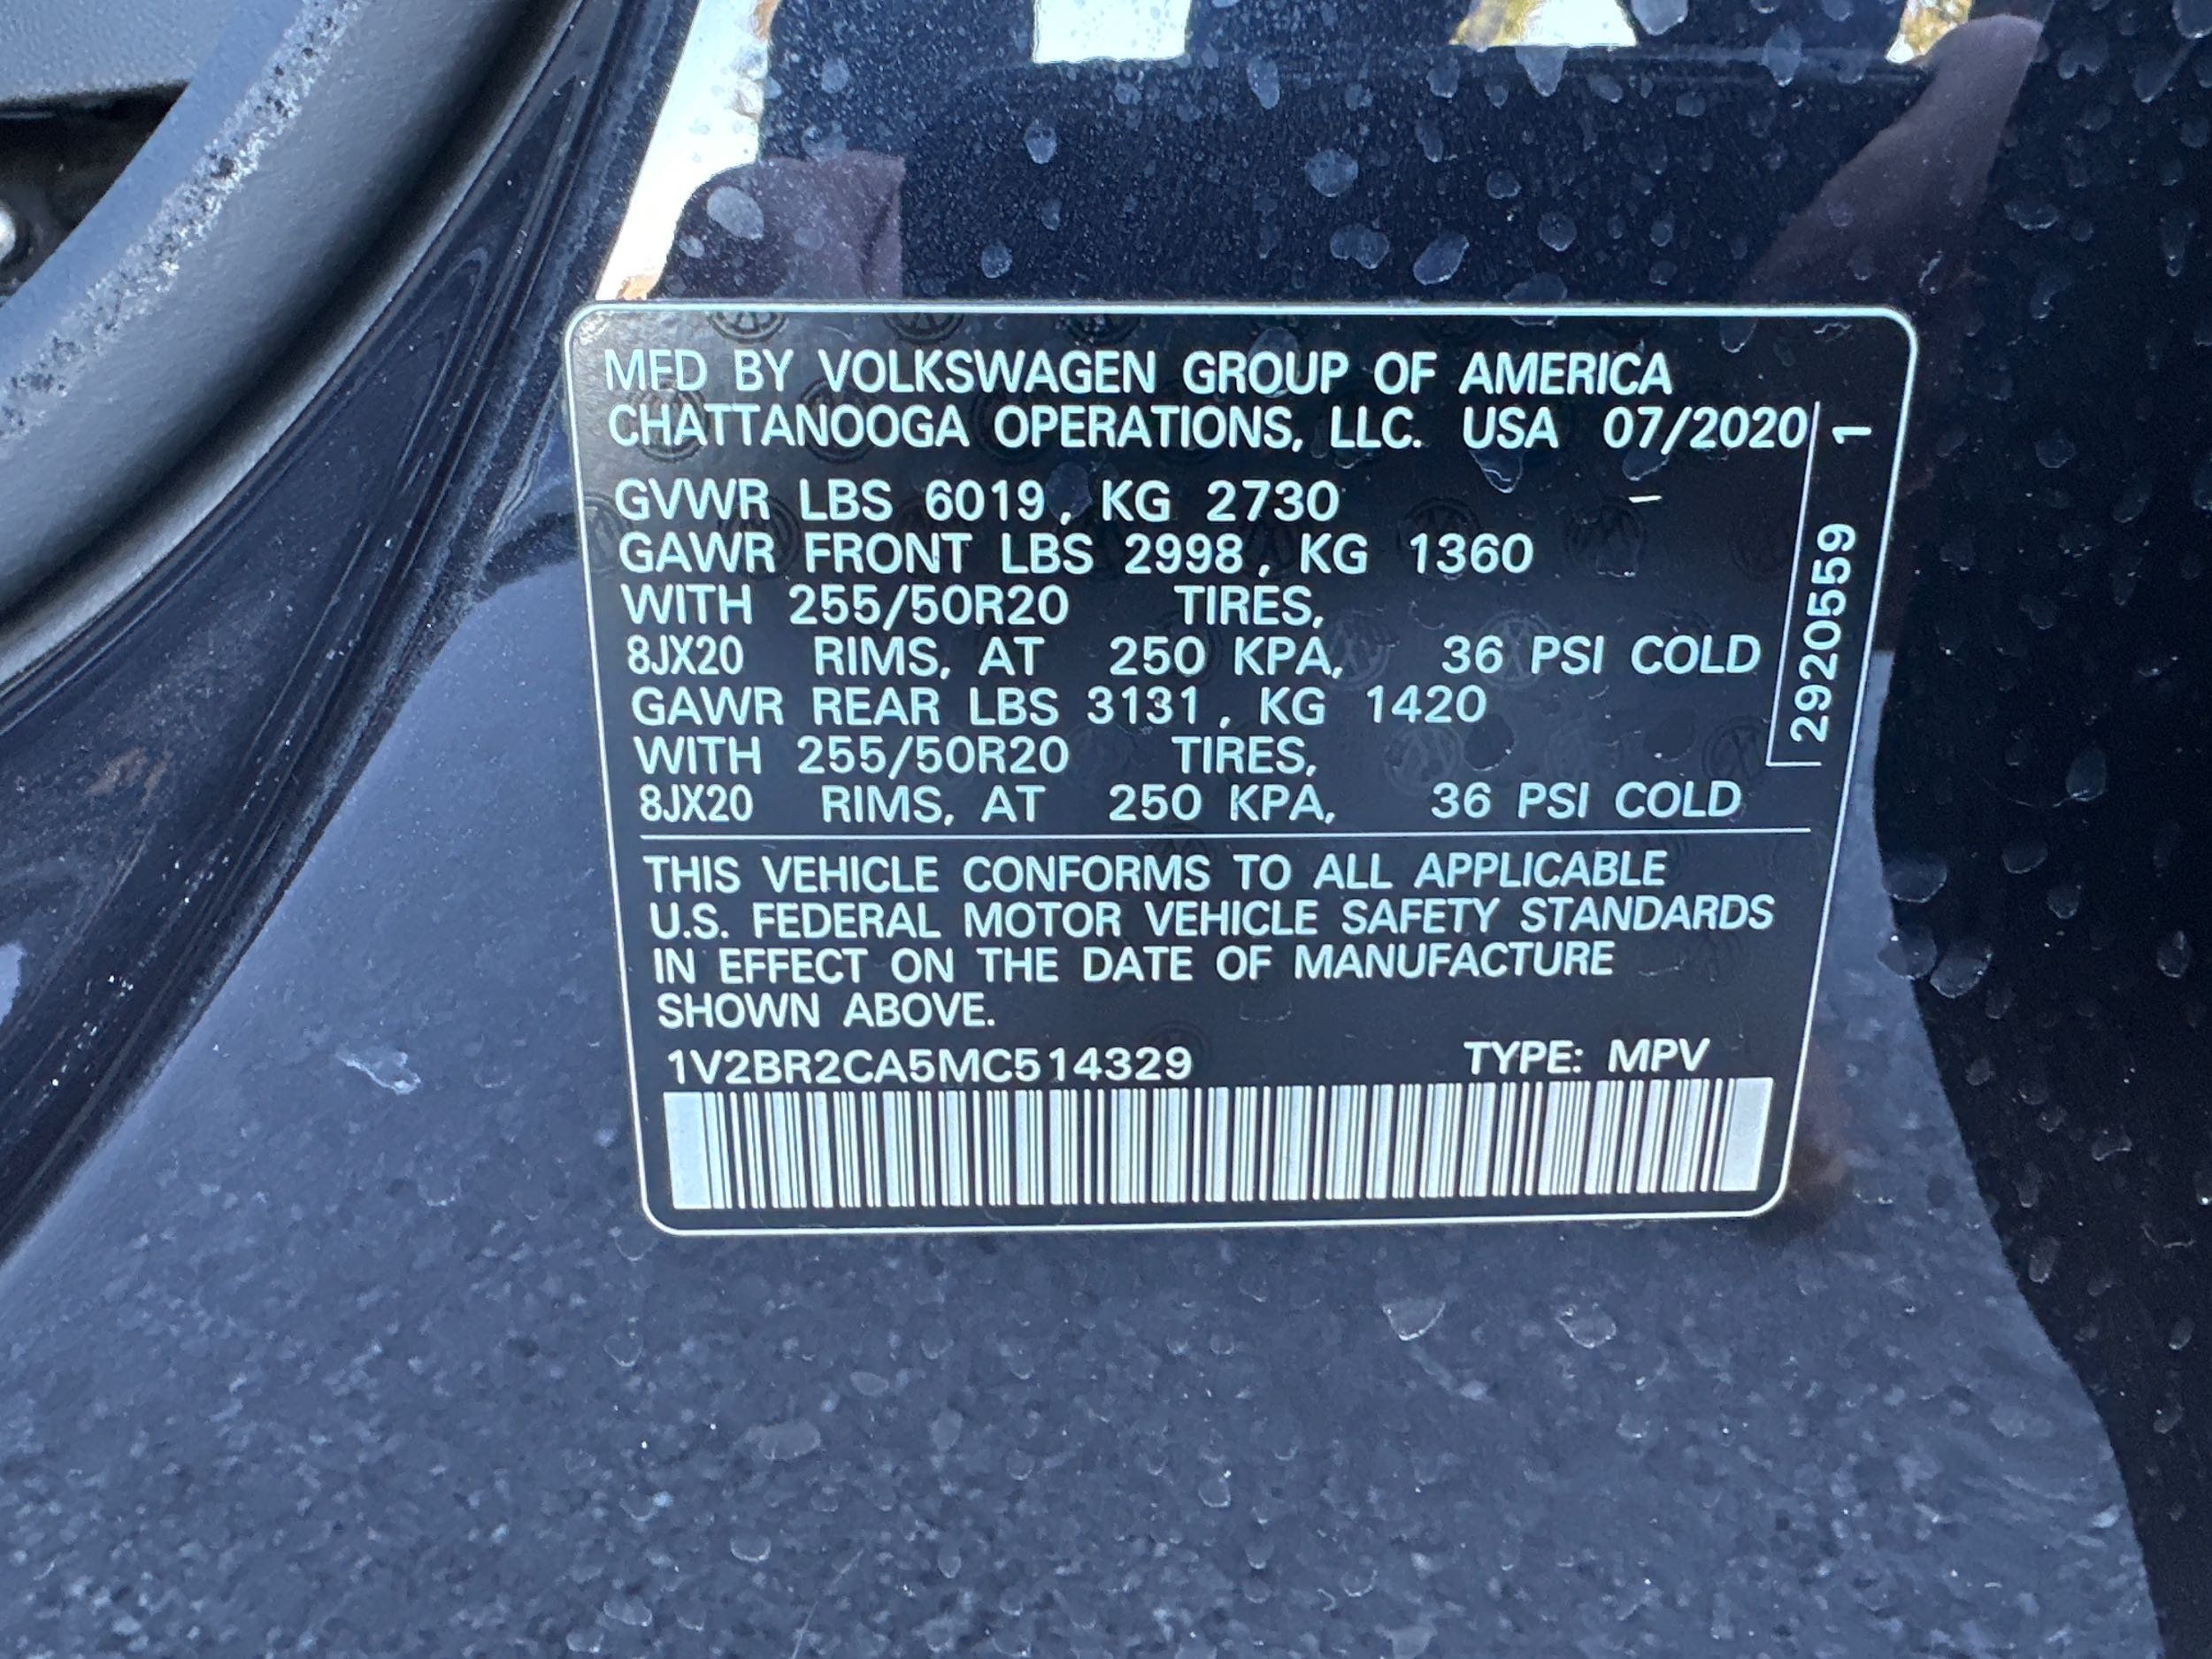 MFD BY VOLKSWAGEN GROUP OF AMERICA
CHATTANOOGA OPERATIONS, LLC. USA 07/2020
GVWR LBS 6019, KG 2730
GAWR FRONT LBS 2998, KG 1360
WITH 255/50R20 TIRES,
8JX20 RIMS, AT 250 KPA, 36 PSI COLD
GAWR REAR LBS 3131, KG 1420
WITH 255/50R20 TIRES,
8JX20 RIMS, AT 250 KPA, 36 PSI COLD
THIS VEHICLE CONFORMS TO ALL APPLICABLE
U.S. FEDERAL MOTOR VEHICLE SAFETY STANDARDS
IN EFFECT ON THE DATE OF MANUFACTURE
SHOWN ABOVE.
1V2BR2CA5MC514329 TYPE: MPV
2920559 1